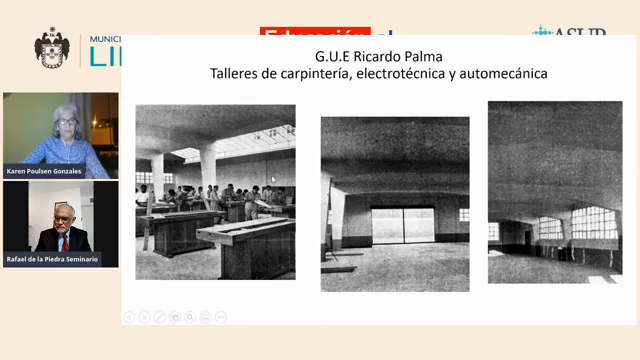 MUNICI
LI
Educación al
ASUP
G.U.E Ricardo Palma
Talleres de carpintería, electrotécnica y automecánica
Karen Poulsen Gonzales
Rafael de la Piedra Seminario